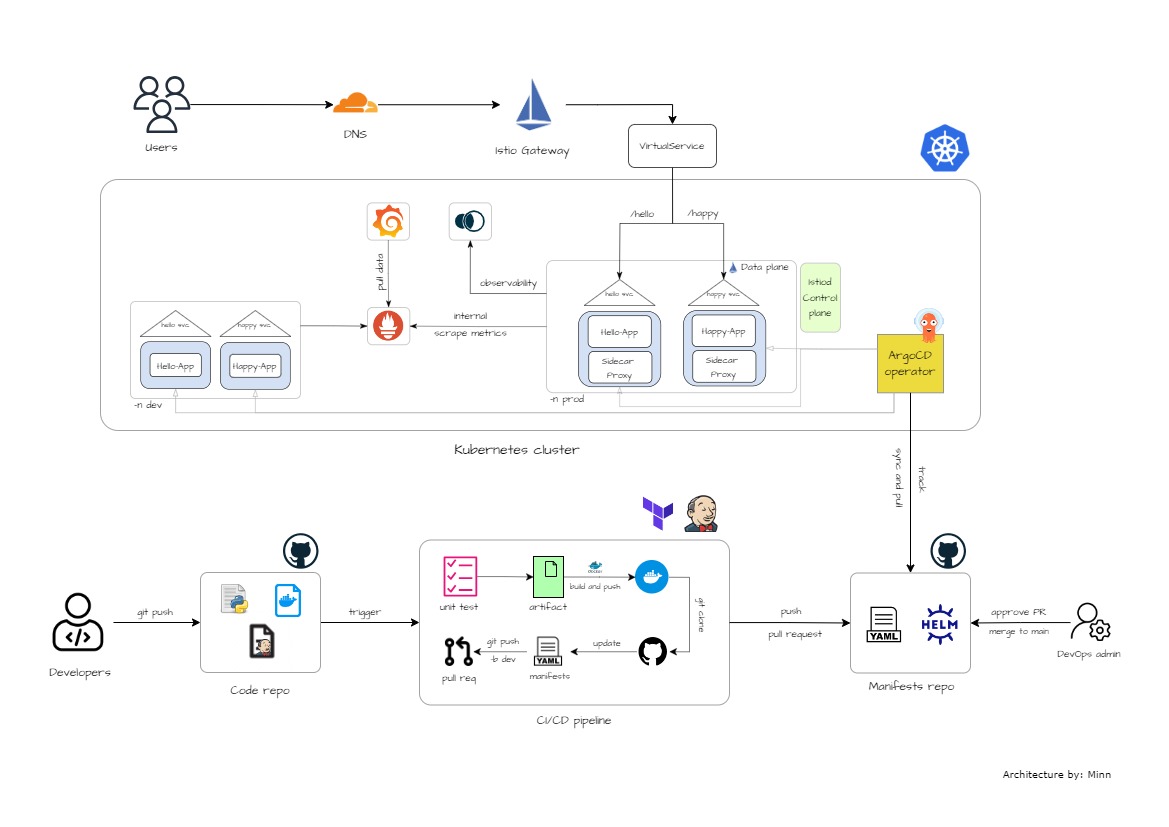 Users
DNS
Istio Gateway
VirtualService
/hello
/happy
pull data
observability
Data plane
Istiod
Control
plane
hello svc
happy svc
internal
scrape metrics
hello svc
happy svc
Hello-App
Happy-App
Sidecar
Proxy
Sidecar
Proxy
Hello-App
Happy-App
ArgoCD
operator
-n dev
-n prod
Kubernetes cluster
sync and pull
track
git push
trigger
unit test
artifact
docker
build and push
git clone
push
pull request
YAML
HELM
approve PR
merge to main
git push
-b dev
update
YAML
pull req
manifests
Developers
Code repo
Manifests repo
DevOps admin
CI/CD pipeline
Architecture by: Minn